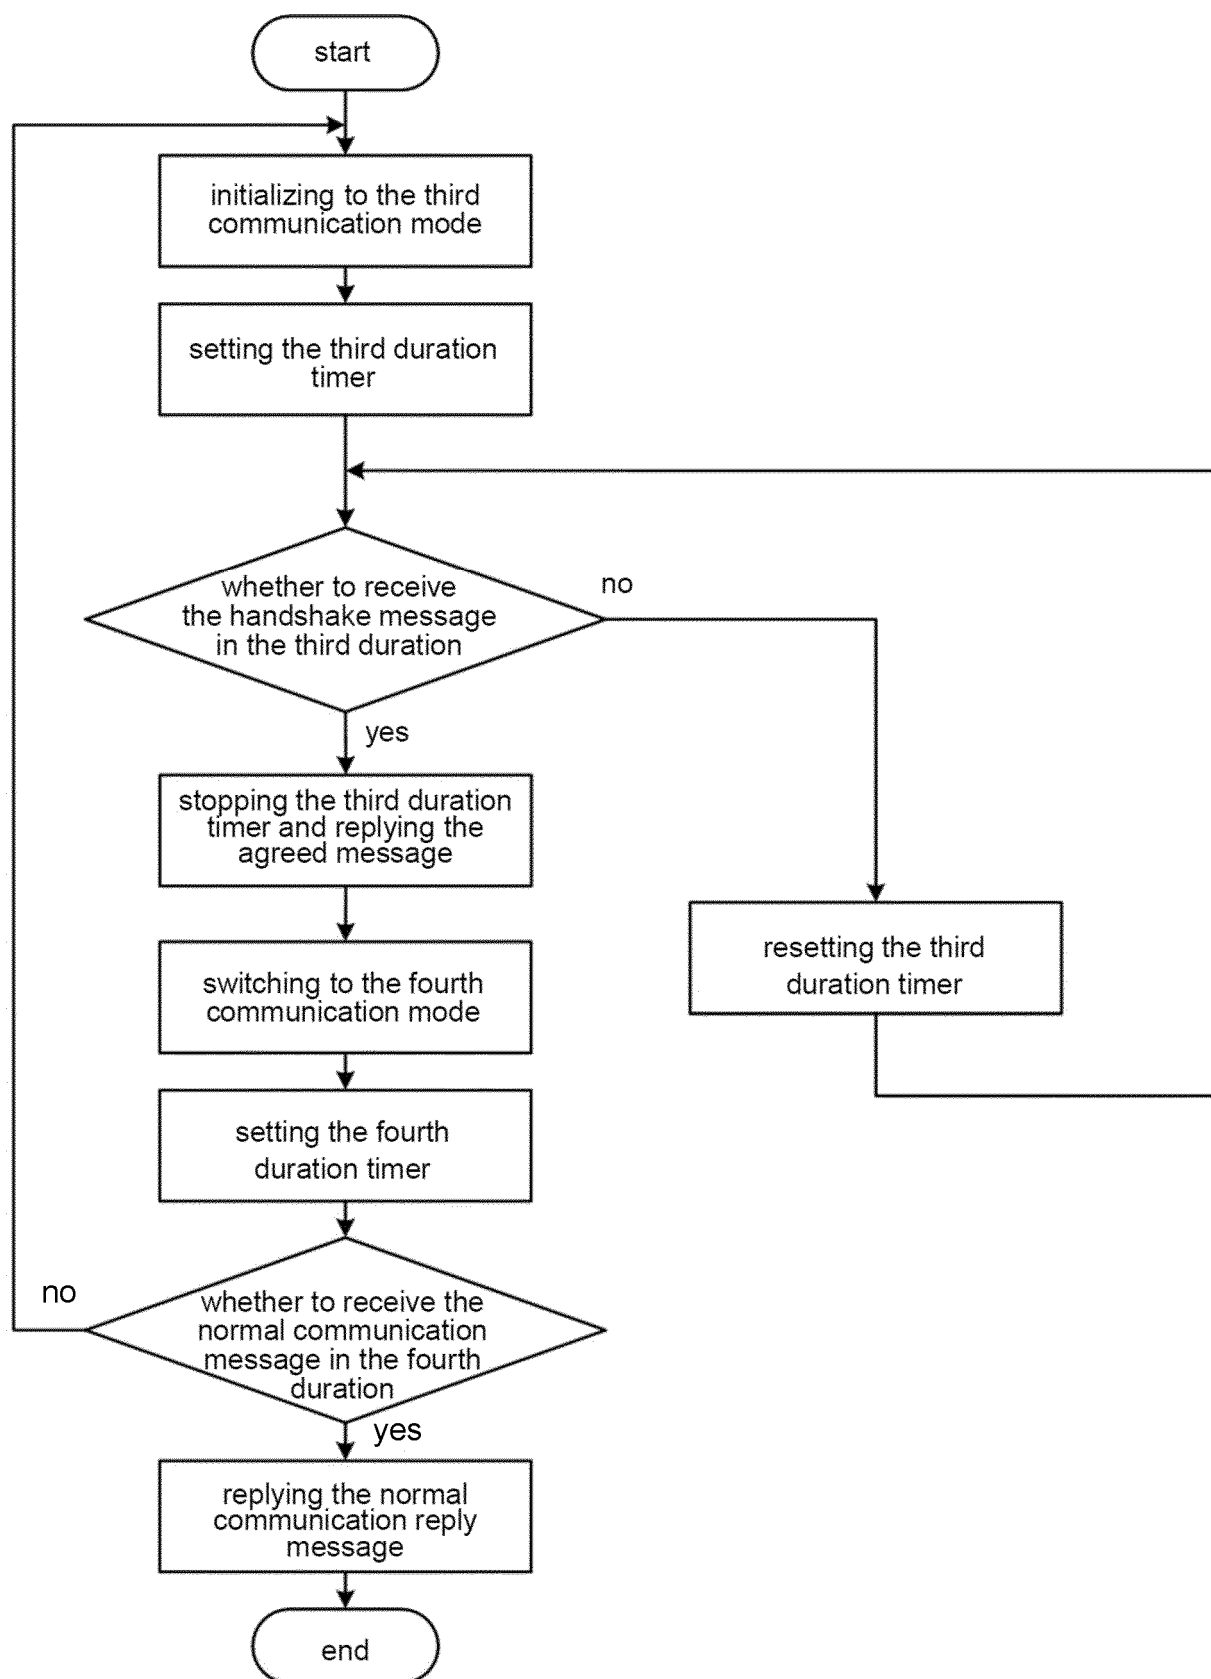 start
initializing to the third
communication mode
setting the third duration
timer
whether to receive
the handshake message
in the third duration
no
yes
stopping the third duration
timer and replying the
agreed message
resetting the third
duration timer
switching to the fourth
communication mode
setting the fourth
duration timer
no
whether to receive the
normal communication
message in the fourth
duration
yes
replying the normal
communication reply
message
end